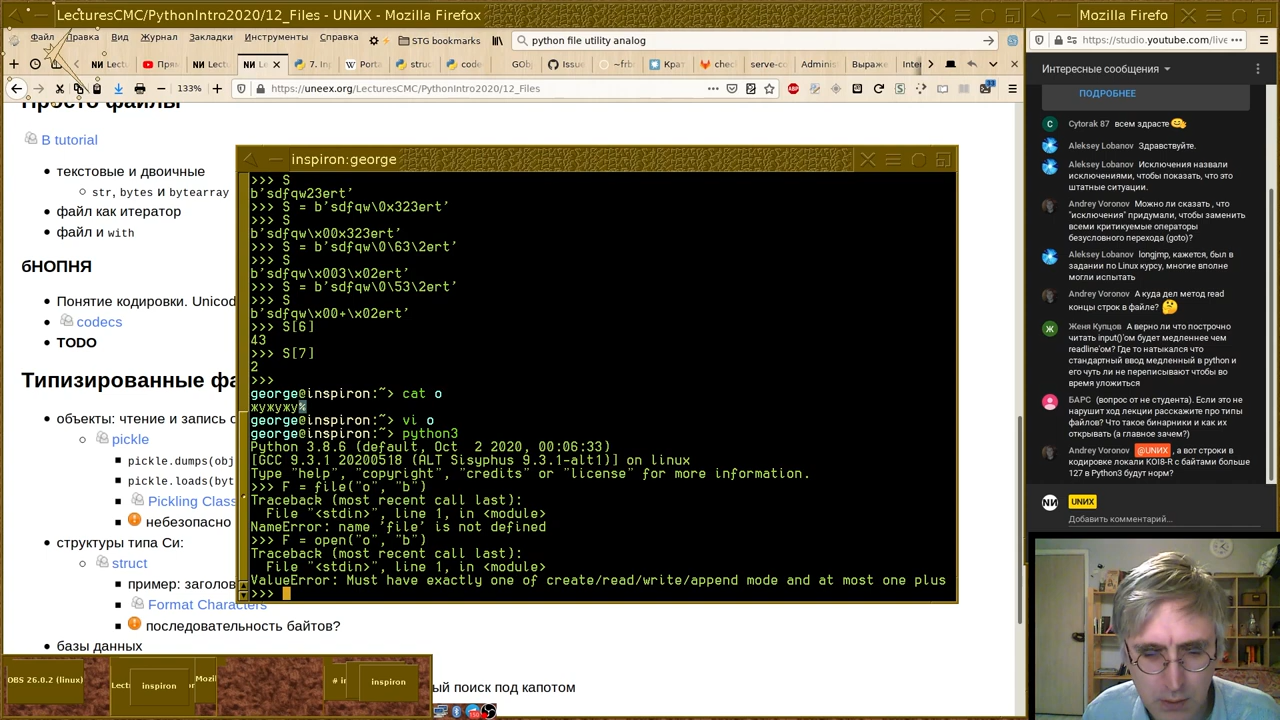 LecturesCMC/PythonIntro2020/12_Files - UNИX - Mozilla Firefox
Файл Правка Вид Журнал Закладки Инструменты Справка
STG bookmarks
python file utility analog
133%
https://uneex.org/LecturesCMC/PythonIntro2020/12_Files
Просто файлы
В tutorial
текстовые и двоичные
str, bytes и bytearray
файл как итератор
файл и with
бНОПНЯ
Понятие кодировки. Unicod
codecs
TODO
Типизированные фа
объекты: чтение и запись о
pickle
pickle.dumps(obj
pickle.loads(byt
Pickling Class
небезопасно
структуры типа Си:
struct
пример: заголов
Format Characters
последовательность байтов?
базы данных
ый поиск под капотом
inspiron:george
>>> S
b'sdfqw23ert'
>>> S = b'sdfqw\0x323ert'
>>> S
b'sdfqw\x00x323ert'
>>> S = b'sdfqw\0\63\2ert'
>>> S
b'sdfqw\x003\x02ert'
>>> S = b'sdfqw\0\53\2ert'
>>> S
b'sdfqw\x00+\x02ert'
>>> S[6]
43
>>> S[7]
2
>>>
george@inspiron:~> cat o
жужужу%
george@inspiron:~> vi o
george@inspiron:~> python3
Python 3.8.6 (default, Oct  2 2020, 00:06:33)
[GCC 9.3.1 20200518 (ALT Sisyphus 9.3.1-alt1)] on linux
Type "help", "copyright", "credits" or "license" for more information.
>>> F = file("o", "b")
Traceback (most recent call last):
  File "<stdin>", line 1, in <module>
NameError: name 'file' is not defined
>>> F = open("o", "b")
Traceback (most recent call last):
  File "<stdin>", line 1, in <module>
ValueError: Must have exactly one of create/read/write/append mode and at most one plus
>>>
OBS 26.0.2 (linux)
Lect
inspiron
Mozil
inspiron
Mozilla Firefo
https://studio.youtube.com/live
Интересные сообщения
ПОДРОБНЕЕ
Cytorak 87 всем здрасте
Aleksey Lobanov Здравствуйте.
Aleksey Lobanov Исключения назвали
исключениями, чтобы показать, что это
штатные ситуации.
Andrey Voronov Можно ли сказать , что
"исключения" придумали, чтобы заменить
всеми критикуемые операторы
безусловного перехода (goto)?
Aleksey Lobanov longjmp, кажется, был в
задании по Linux курсу, многие вполне
могли испытать
Andrey Voronov А куда дел метод read
концы строк в файле?
Женя Купцов А верно ли что построчно
читать input()'ом будет медленнее чем
readline'ом? Где то натыкался что
стандартный ввод медленный в python и
его чуть ли не переписывают чтобы во
время уложиться
БАРС (вопрос от не студента). Если это не
нарушит ход лекции расскажите про типы
файлов? Что такое бинарники и как их
открывать (а главное зачем?)
Andrey Voronov @UNИX , а вот строки в
кодировке локали KOI8-R с байтами больше
127 в Python3 будут норм?
UNИX
Добавить комментарий...